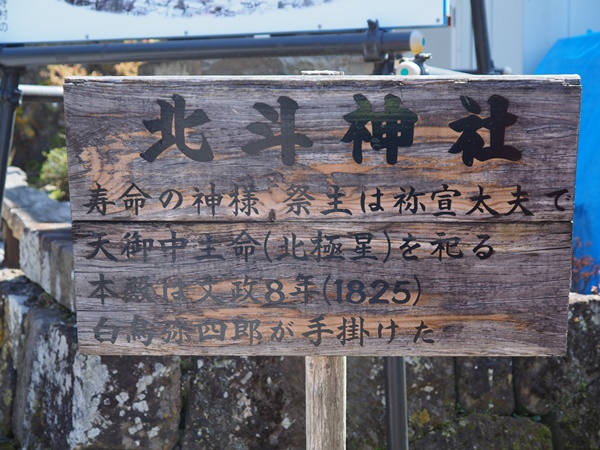 北斗神社
寿命の神様 祭主は祢宣太夫で
天御中主命(北極星)を祀る
本殿は文政8年(1825)
白鳥弥四郎が手掛けた